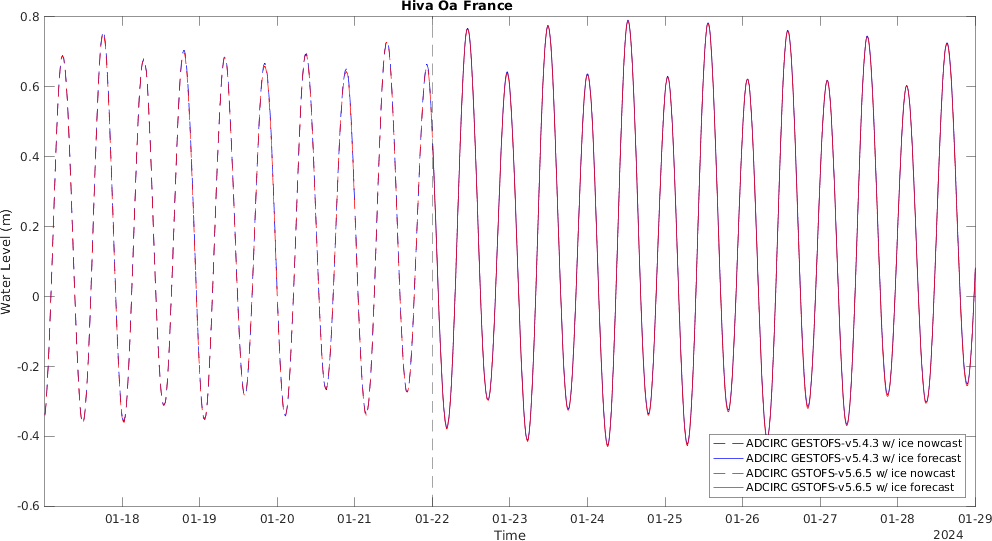 Hiva Oa France
0.8
0.6
0.4
0.2
0
-0.2
-0.4
-0.6
Water Level (m)
ADCIRC GESTOFS-v5.4.3 w/ ice nowcast
ADCIRC GESTOFS-v5.4.3 w/ ice forecast
ADCIRC GSTOFS-v5.6.5 w/ ice nowcast
ADCIRC GSTOFS-v5.6.5 w/ ice forecast
01-18 01-19 01-20 01-21 01-22 01-23 01-24 01-25 01-26 01-27 01-28 01-29
Time
2024